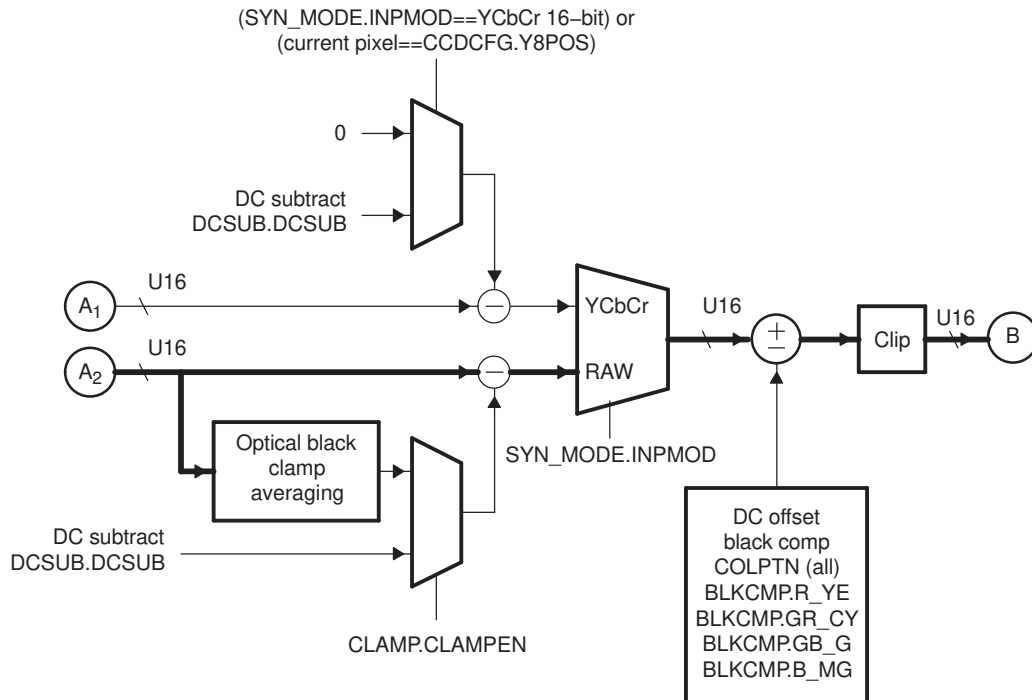 (SYN_MODE.INPMOD==YCbCr 16−bit) or
(current pixel==CCDCFG.Y8POS)
0
DC subtract
DCSUB.DCSUB
U16
A1
YCbCr
U16
U16
B
±
Clip
U16
A2
RAW
SYN_MODE.INPMOD
Optical black
clamp
averaging
DC subtract
DCSUB.DCSUB
CLAMP.CLAMPEN
DC offset
black comp
COLPTN (all)
BLKCMP.R_YE
BLKCMP.GR_CY
BLKCMP.GB_G
BLKCMP.B_MG